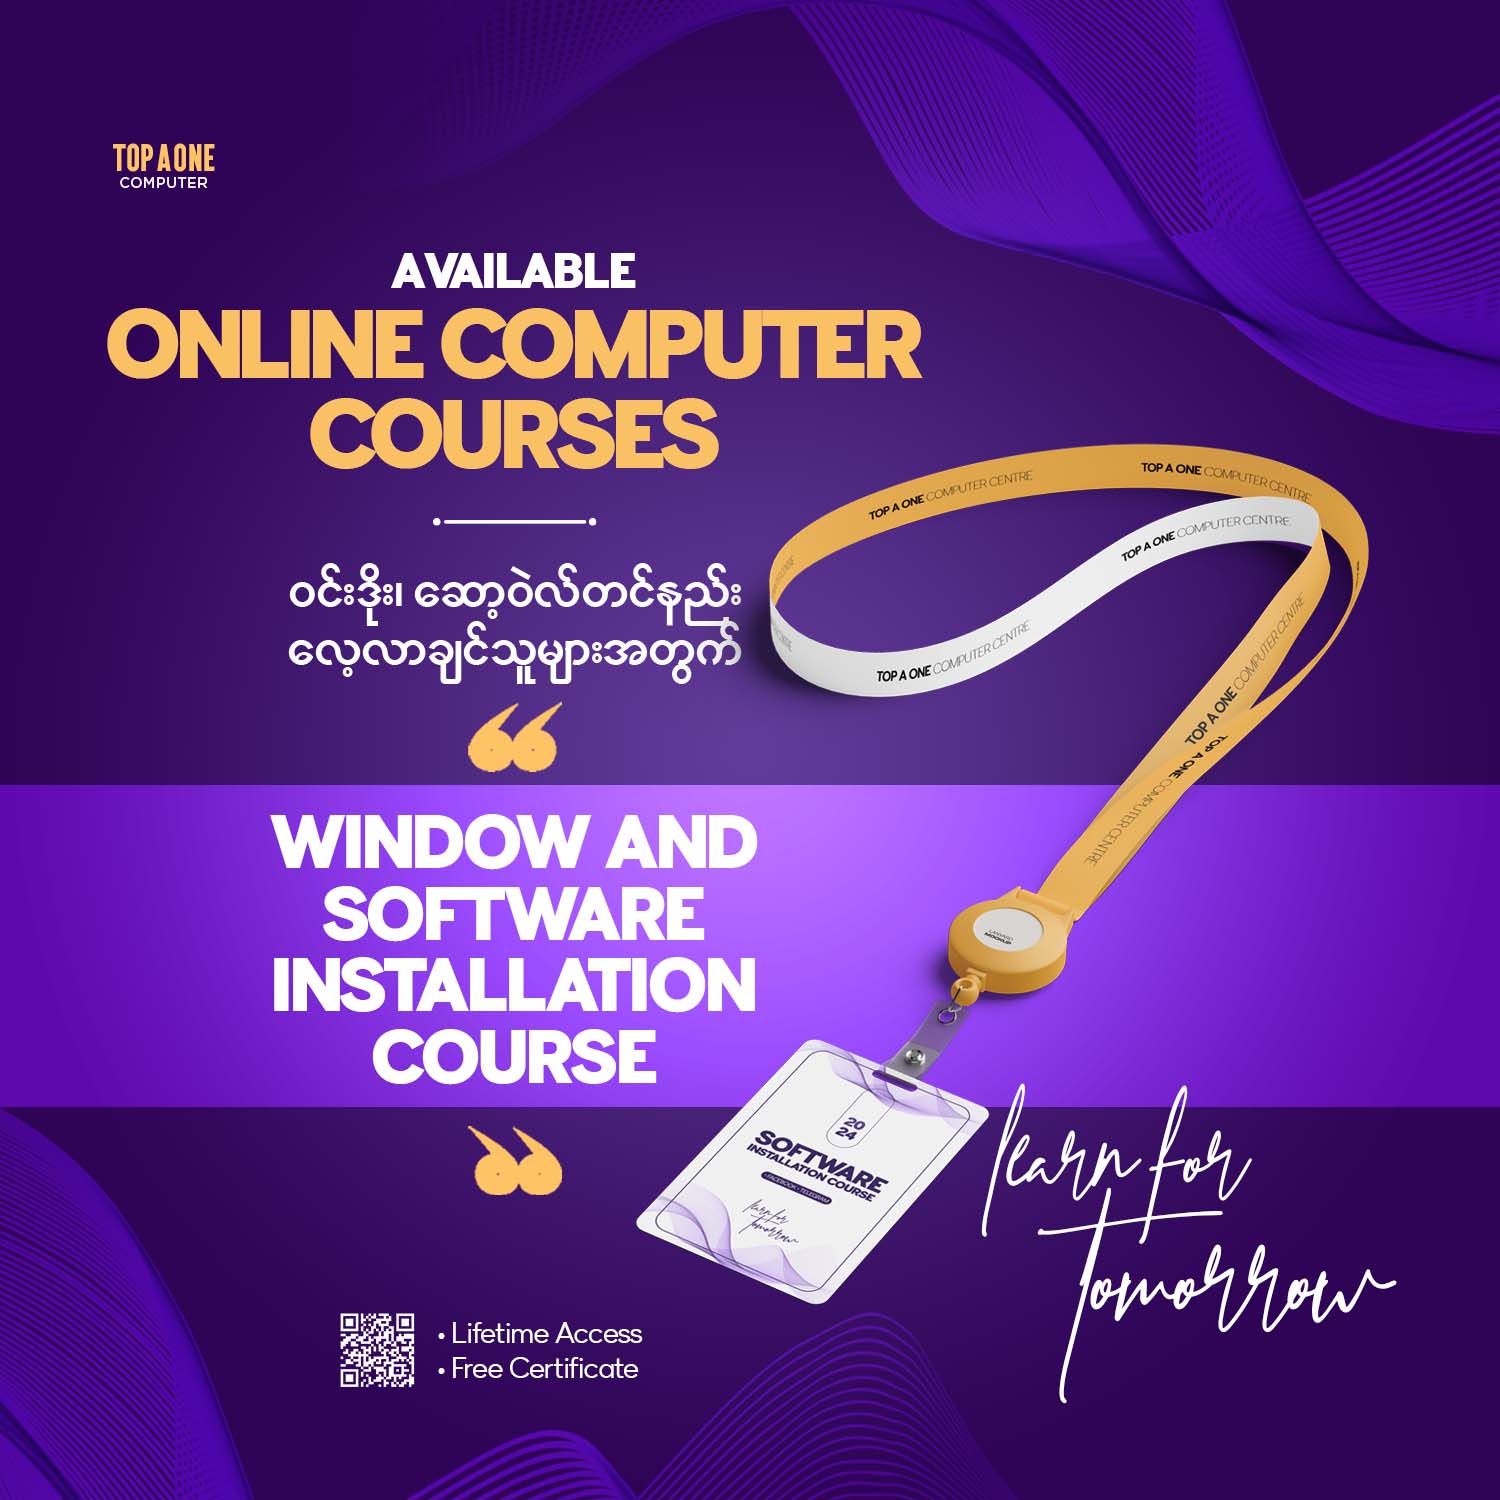 TOP A ONE
COMPUTER
AVAILABLE
ONLINE COMPUTER
COURSES
ဝင်းဒိုး၊ ဆော့ဝဲလ်တင်နည်း
လေ့လာချင်သူများအတွက်
“
WINDOW AND
SOFTWARE
INSTALLATION
COURSE
”
TOP A ONE COMPUTER CENTRE
TOP A ONE COMPUTER CENTRE
TOP A ONE COMPUTER CENTRE
TOP A ONE COMPUTER CENTRE
TOP A ONE COMPUTER CENTRE
TOP A ONE COMPUTER CENTRE
LANYARD
MOCKUP
20
24
SOFTWARE
INSTALLATION COURSE
FACEBOOK - TELEGRAM
learn for
tomorrow
learn for
tomorrow
• Lifetime Access
• Free Certificate